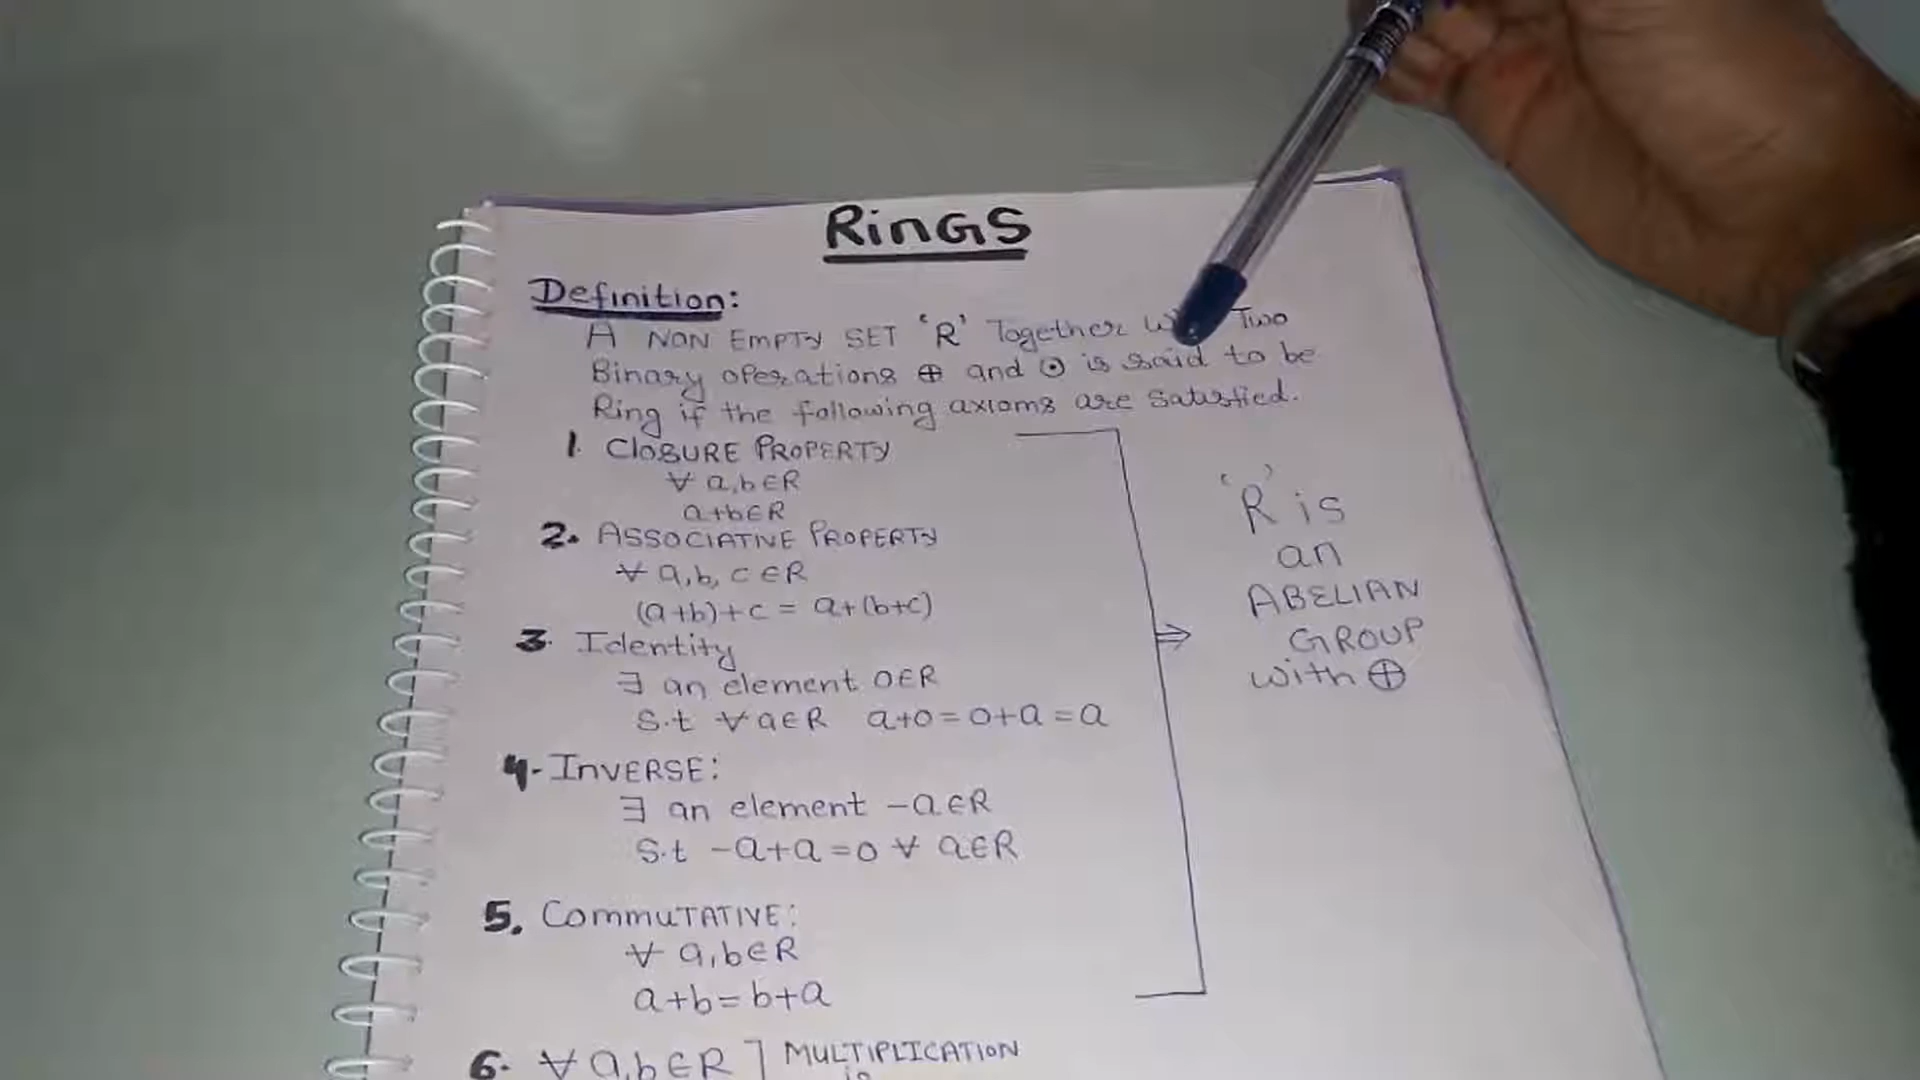 RinGS
Definition:
A NON EMPTY SET 'R' Together Two
Binary operations ⊕ and ⊙ is said to be
Ring if the following axioms are satisfied.
1. CLOSURE PROPERTY
∀ a,b∈R
a+b∈R
2. ASSOCIATIVE PROPERTY
∀ a,b,c∈R
(a+b)+c = a+(b+c)
3. Identity
∃ an element 0∈R
S.t ∀a∈R a+0=0+a=a
4- INVERSE:
∃ an element -a∈R
S.t -a+a=0 ∀ a∈R
5. COMMUTATIVE:
∀ a,b∈R
a+b=b+a
⇒ 'R' is
an
ABELIAN
GROUP
with ⊕
6. ∀ a,b∈R ] MULTIPLICATION